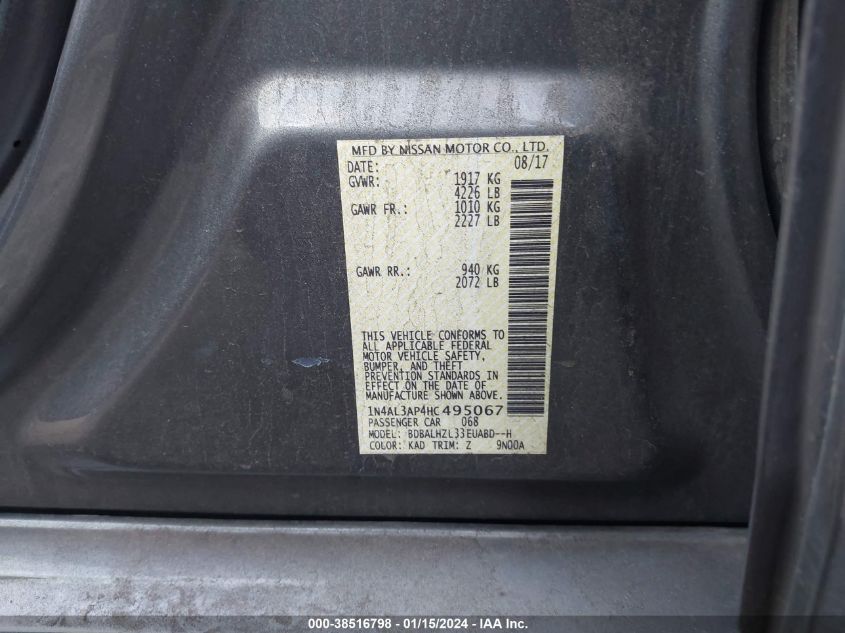 MFD BY NISSAN MOTOR CO., LTD.
DATE: 08/17
GVWR: 1917 KG
4226 LB
GAWR FR.: 1010 KG
2227 LB
GAWR RR.: 940 KG
2072 LB
THIS VEHICLE CONFORMS TO
ALL APPLICABLE FEDERAL
MOTOR VEHICLE SAFETY,
BUMPER, AND THEFT
PREVENTION STANDARDS IN
EFFECT ON THE DATE OF
MANUFACTURE SHOWN ABOVE.
1N4AL3AP4HC495067
PASSENGER CAR 068
MODEL: BDBALHZL33EUABD--H
COLOR: KAD TRIM: Z 9N00A
000-38516798 - 01/15/2024 - IAA Inc.